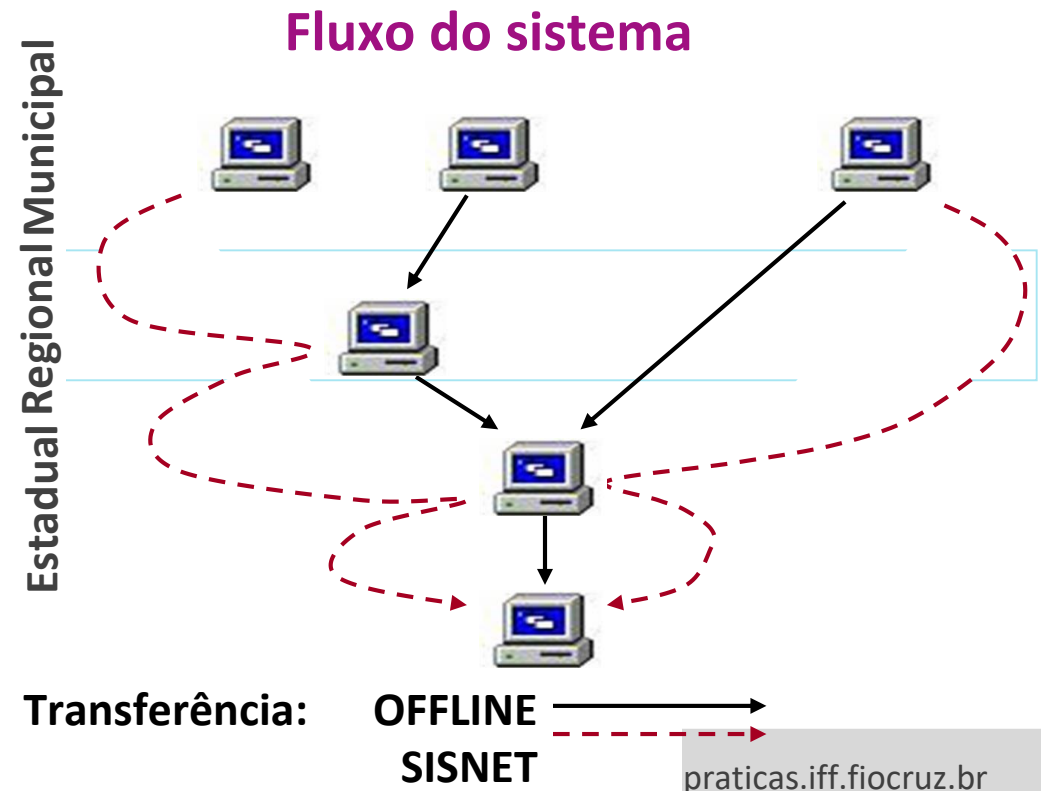 Fluxo do sistema
Estadual Regional Municipal
Transferência: OFFLINE
SISNET
praticas.iff.fiocruz.br